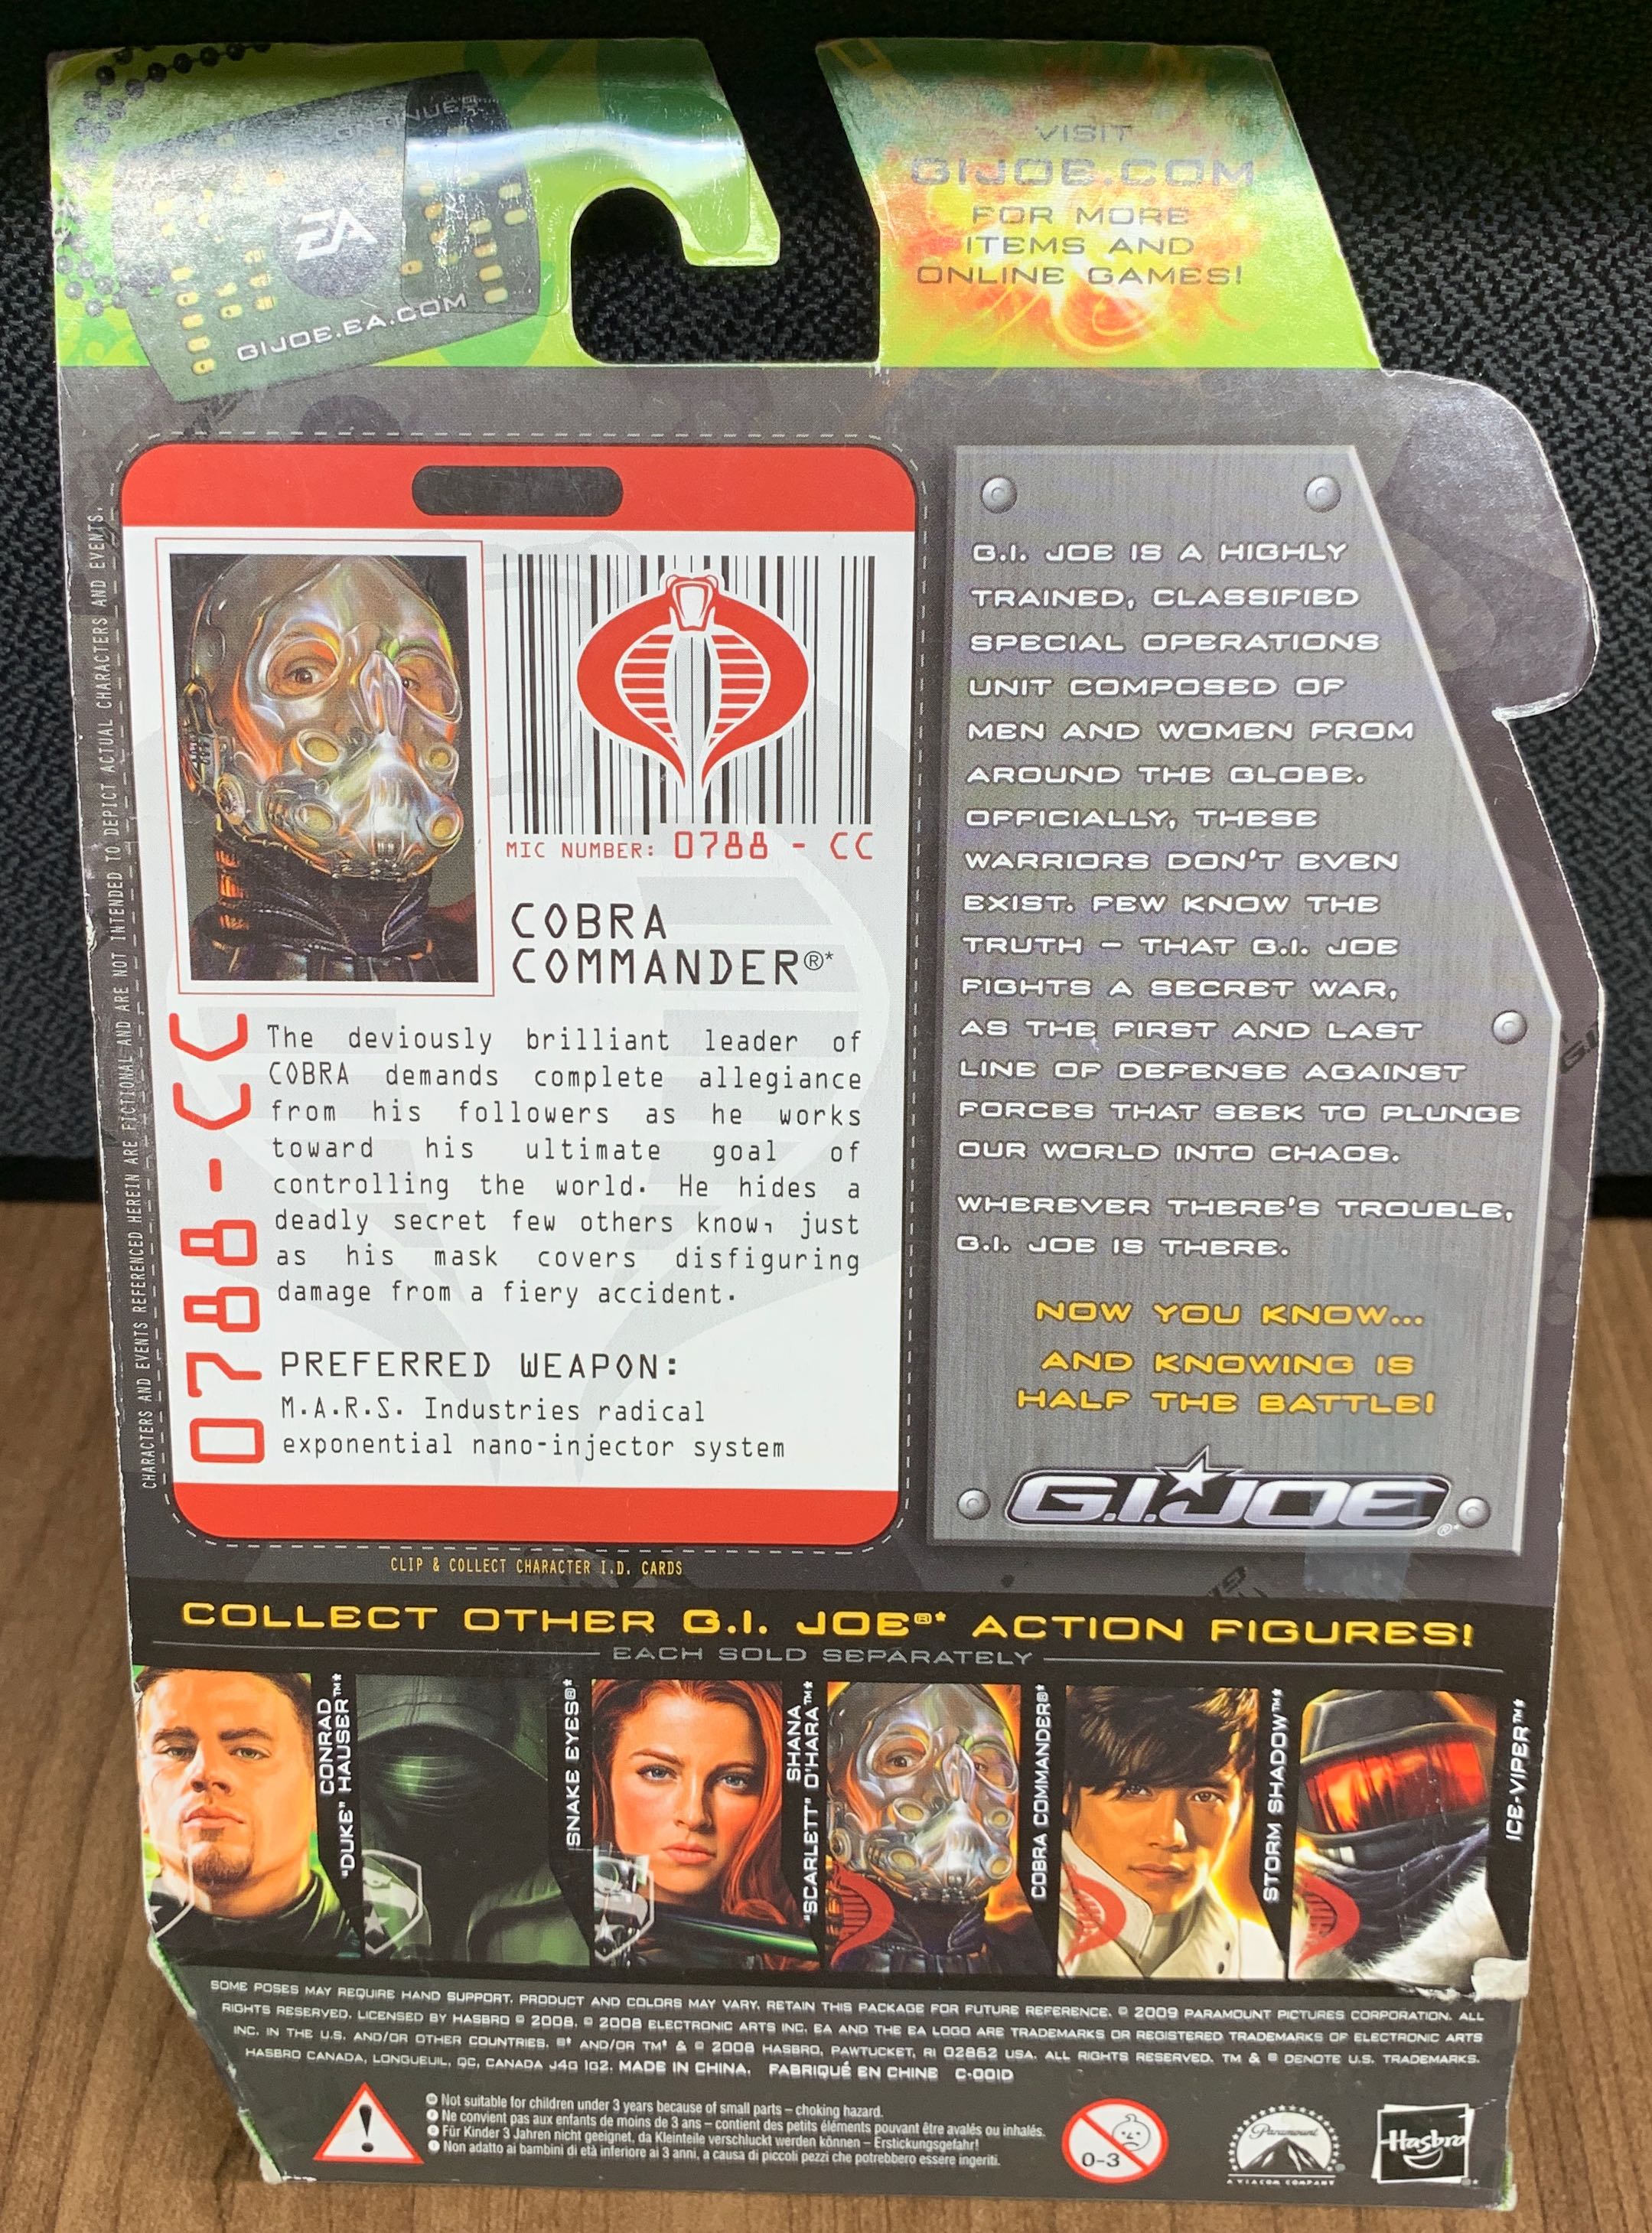 CONTINUES
EA
GIJOE.EA.COM
VISIT
GIJOE.COM
FOR MORE
ITEMS AND
ONLINE GAMES!
CHARACTERS AND EVENTS REFERENCED HEREIN ARE FICTIONAL AND ARE NOT INTENDED TO DEPICT ACTUAL CHARACTERS AND EVENTS.
MIC NUMBER: 0788 - CC
COBRA
COMMANDER®*
0788-CC
The deviously brilliant leader of
COBRA demands complete allegiance
from his followers as he works
toward his ultimate goal of
controlling the world. He hides a
deadly secret few others know, just
as his mask covers disfiguring
damage from a fiery accident.
PREFERRED WEAPON:
M.A.R.S. Industries radical
exponential nano-injector system
CLIP & COLLECT CHARACTER I.D. CARDS
G.I. JOE IS A HIGHLY
TRAINED, CLASSIFIED
SPECIAL OPERATIONS
UNIT COMPOSED OF
MEN AND WOMEN FROM
AROUND THE GLOBE.
OFFICIALLY, THESE
WARRIORS DON'T EVEN
EXIST. FEW KNOW THE
TRUTH – THAT G.I. JOE
FIGHTS A SECRET WAR,
AS THE FIRST AND LAST
LINE OF DEFENSE AGAINST
FORCES THAT SEEK TO PLUNGE
OUR WORLD INTO CHAOS.
WHEREVER THERE'S TROUBLE,
G.I. JOE IS THERE.
NOW YOU KNOW...
AND KNOWING IS
HALF THE BATTLE!
G.I. JOE®*
COLLECT OTHER G.I. JOE®* ACTION FIGURES!
EACH SOLD SEPARATELY
CONRAD
"DUKE" HAUSER™*
SNAKE EYES®*
SHANA
"SCARLETT" O'HARA™*
COBRA COMMANDER®*
STORM SHADOW™*
ICE-VIPER™*
SOME POSES MAY REQUIRE HAND SUPPORT. PRODUCT AND COLORS MAY VARY. RETAIN THIS PACKAGE FOR FUTURE REFERENCE. © 2009 PARAMOUNT PICTURES CORPORATION. ALL
RIGHTS RESERVED. LICENSED BY HASBRO © 2008. © 2008 ELECTRONIC ARTS INC. EA AND THE EA LOGO ARE TRADEMARKS OR REGISTERED TRADEMARKS OF ELECTRONIC ARTS
INC. IN THE U.S. AND/OR OTHER COUNTRIES. ®* AND/OR TM* & © 2008 HASBRO, PAWTUCKET, RI 02862 USA. ALL RIGHTS RESERVED. TM & ® DENOTE U.S. TRADEMARKS.
HASBRO CANADA, LONGUEUIL, QC, CANADA J4G 1G2. MADE IN CHINA. FABRIQUÉ EN CHINE C-001D
Not suitable for children under 3 years because of small parts – choking hazard.
Ne convient pas aux enfants de moins de 3 ans – contient des petits éléments pouvant être avalés ou inhalés.
Für Kinder 3 Jahren nicht geeignet, da Kleinteile verschluckt werden können – Erstickungsgefahr!
Non adatto ai bambini di età inferiore ai 3 anni, a causa di piccoli pezzi che potrebbero essere ingeriti.
0-3
Paramount
A VIACOM COMPANY
Hasbro